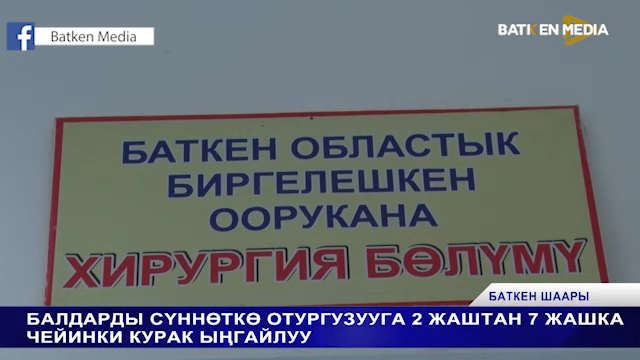 Batken Media
BATKEN MEDIA
БАТКЕН ОБЛАСТЫК
БИРГЕЛЕШКЕН
ООРУКАНА
ХИРУРГИЯ БӨЛҮМҮ
БАТКЕН ШААРЫ
БАЛДАРДЫ СҮННӨТКӨ ОТУРГУЗУУГА 2 ЖАШТАН 7 ЖАШКА
ЧЕЙИНКИ КУРАК ЫҢГАЙЛУУ